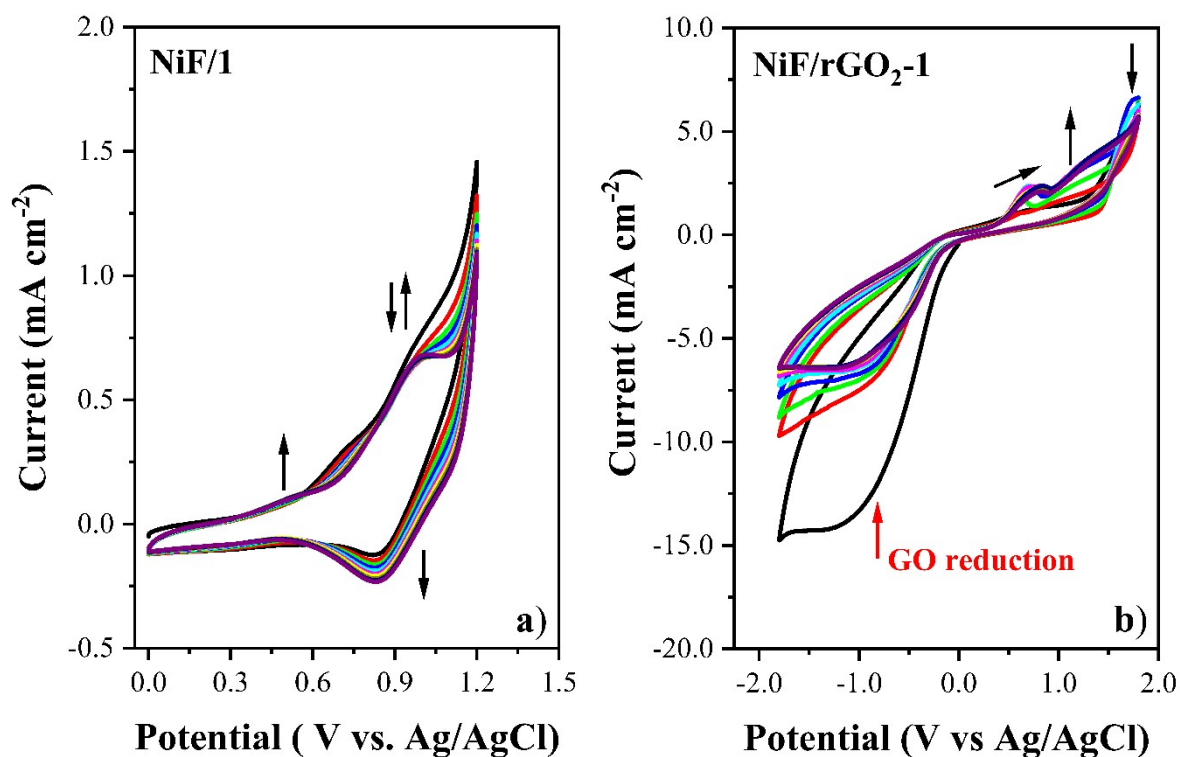 NiF/1
2.0
1.5
1.0
0.5
0.0
-0.5
Current (mA cm⁻²)
a)
0.0 0.3 0.6 0.9 1.2 1.5
Potential ( V vs. Ag/AgCl)
NiF/rGO₂-1
10.0
5.0
0.0
-5.0
-10.0
-15.0
-20.0
Current (mA cm⁻²)
GO reduction
b)
-2.0 -1.0 0.0 1.0 2.0
Potential (V vs Ag/AgCl)